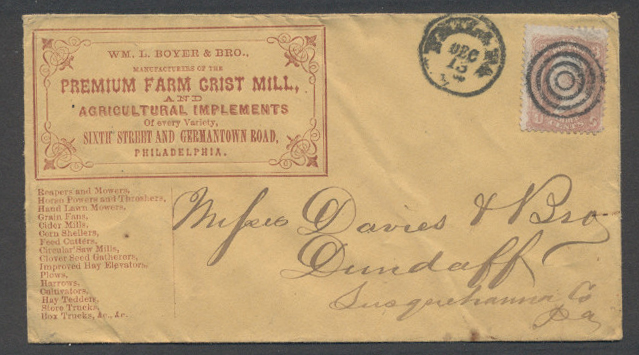 WM. L. BOYER & BRO.,
MANUFACTURERS OF THE
PREMIUM FARM GRIST MILL,
AND
AGRICULTURAL IMPLEMENTS
Of every Variety,
SIXTH STREET AND GERMANTOWN ROAD,
PHILADELPHIA.
DEC
13
Reapers and Mowers,
Horse Powers and Threshers,
Hand Lawn Mowers,
Grain Fans,
Cider Mills,
Corn Shellers,
Feed Cutters,
Circular Saw Mills,
Clover Seed Gatherers,
Improved Hay Elevators,
Plows,
Harrows,
Cultivators,
Hay Tedders,
Store Trucks,
Box Trucks, &c., &c.
Messrs Davies & Bro
Dundaff
Susquehanna Co
Pa